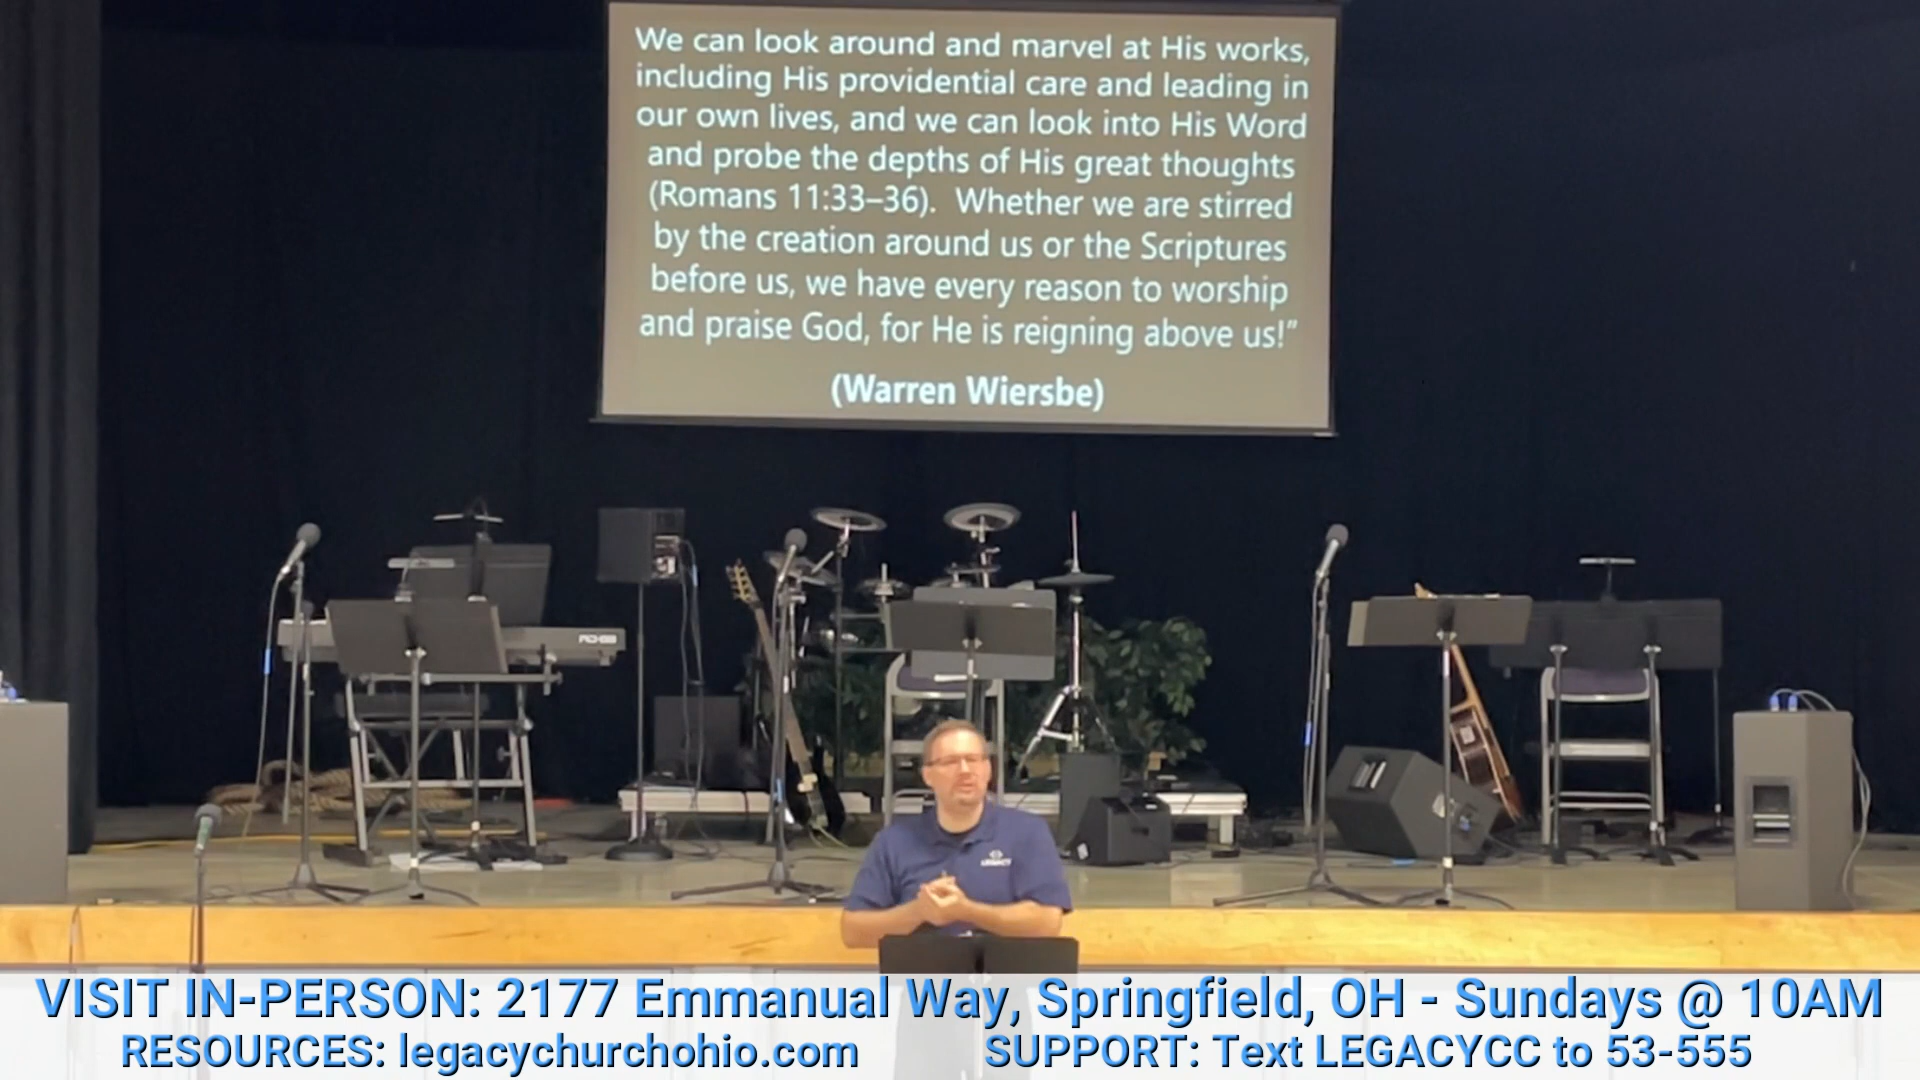 We can look around and marvel at His works,
including His providential care and leading in
our own lives, and we can look into His Word
and probe the depths of His great thoughts
(Romans 11:33–36).  Whether we are stirred
by the creation around us or the Scriptures
before us, we have every reason to worship
and praise God, for He is reigning above us!”
(Warren Wiersbe)
LEGACY
VISIT IN-PERSON: 2177 Emmanual Way, Springfield, OH - Sundays @ 10AM
RESOURCES: legacychurchohio.com
SUPPORT: Text LEGACYCC to 53-555